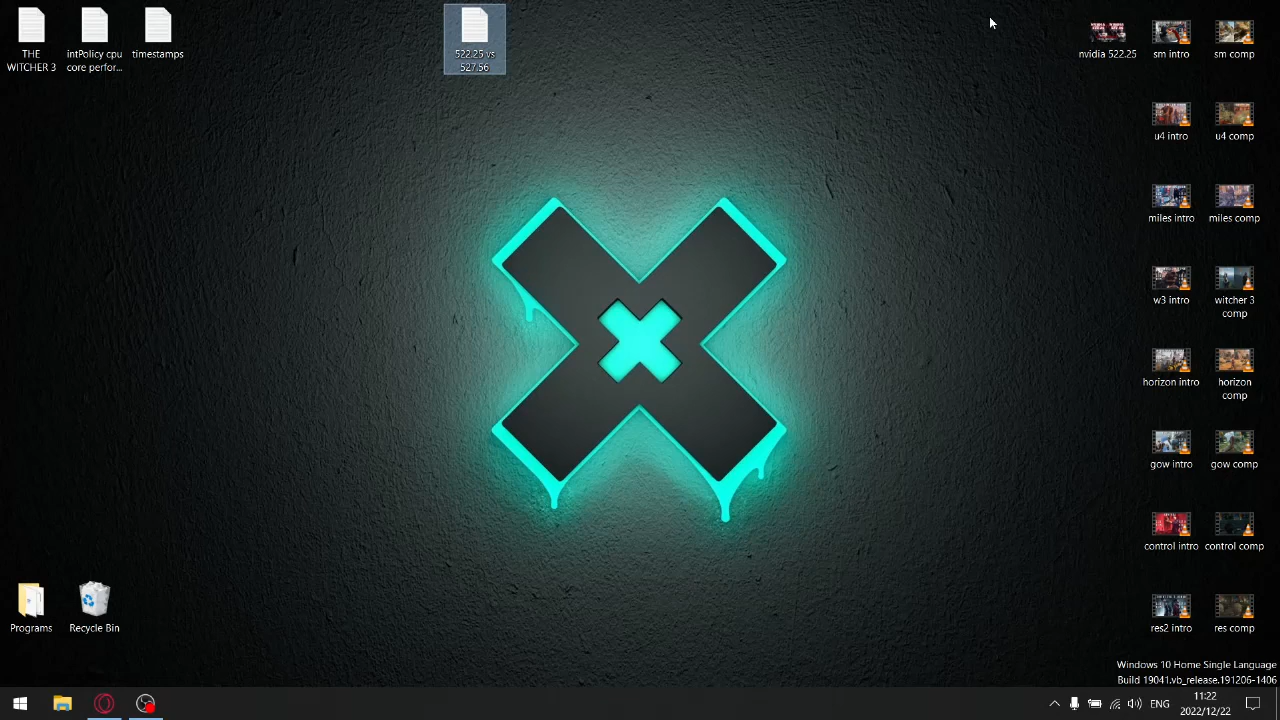 THE
WITCHER 3
intPolicy cpu
core perfor...
timestamps
522.25 vs
527.56
nvidia 522.25
sm intro
sm comp
u4 intro
u4 comp
miles intro
miles comp
w3 intro
witcher 3
comp
horizon intro
horizon
comp
gow intro
gow comp
control intro
control comp
res2 intro
res comp
Programs
Recycle Bin
Windows 10 Home Single Language
Build 19041.vb_release.191206-1406
ENG
11:22
2022/12/22